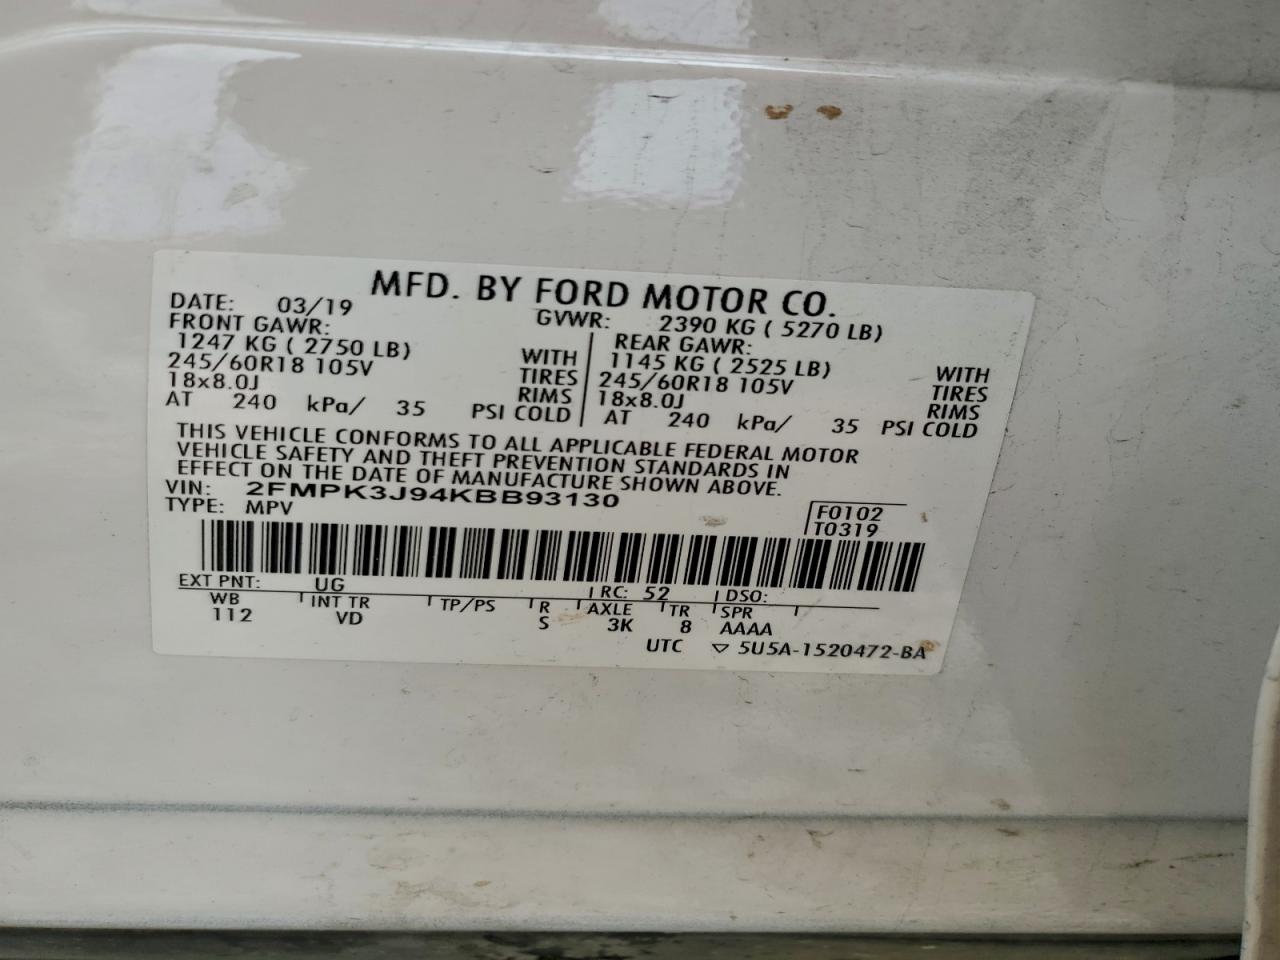 MFD. BY FORD MOTOR CO.
DATE: 03/19 GVWR: 2390 KG ( 5270 LB)
FRONT GAWR: REAR GAWR:
1247 KG ( 2750 LB) WITH 1145 KG ( 2525 LB) WITH
245/60R18 105V TIRES 245/60R18 105V TIRES
18x8.0J RIMS 18x8.0J RIMS
AT 240 kPa/ 35 PSI COLD AT 240 kPa/ 35 PSI COLD
THIS VEHICLE CONFORMS TO ALL APPLICABLE FEDERAL MOTOR
VEHICLE SAFETY AND THEFT PREVENTION STANDARDS IN
EFFECT ON THE DATE OF MANUFACTURE SHOWN ABOVE.
VIN: 2FMPK3J94KBB93130
TYPE: MPV F0102
T0319
EXT PNT: UG RC: 52 DSO:
WB INT TR TP/PS R AXLE TR SPR
112 VD S 3K 8 AAAA
UTC ▽ 5U5A-1520472-BA